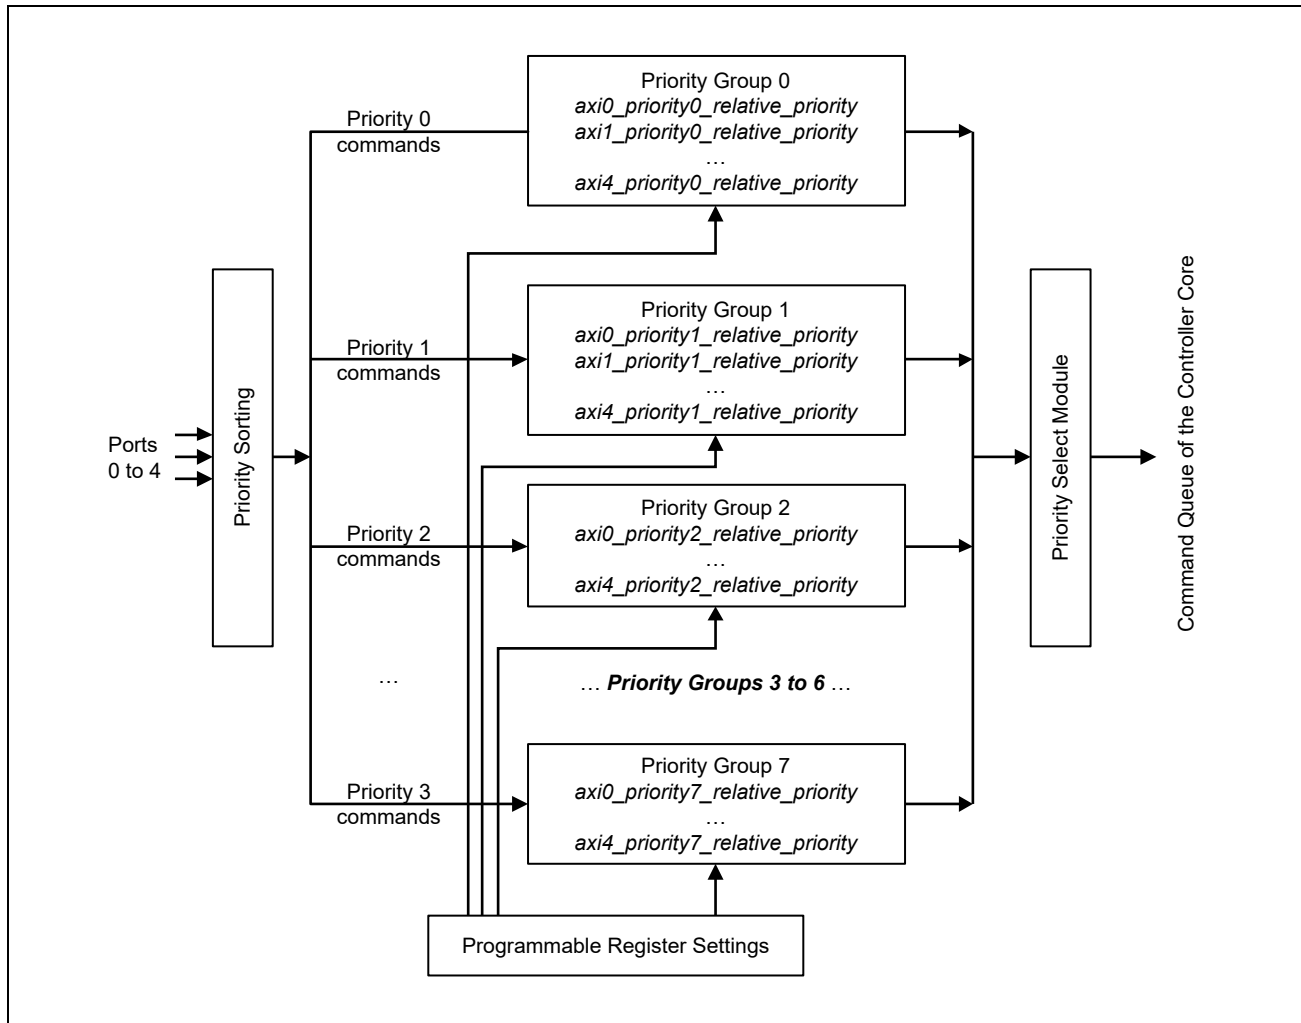 Priority Group 0
axi0_priority0_relative_priority
axi1_priority0_relative_priority
…
axi4_priority0_relative_priority
Priority 0
commands
Priority Group 1
axi0_priority1_relative_priority
axi1_priority1_relative_priority
…
axi4_priority1_relative_priority
Priority 1
commands
Ports
0 to 4
Priority Sorting
Priority Group 2
axi0_priority2_relative_priority
…
axi4_priority2_relative_priority
Priority 2
commands
Priority Select Module
Command Queue of the Controller Core
…
… Priority Groups 3 to 6 …
Priority Group 7
axi0_priority7_relative_priority
…
axi4_priority7_relative_priority
Priority 3
commands
Programmable Register Settings